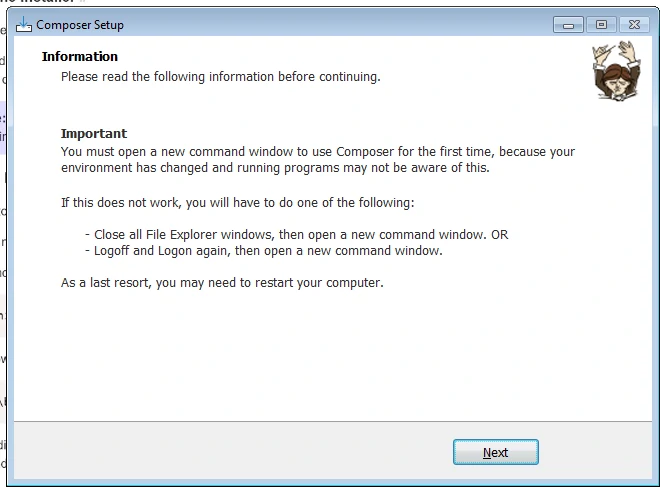 Composer Setup
Information
Please read the following information before continuing.
Important
You must open a new command window to use Composer for the first time, because your
environment has changed and running programs may not be aware of this.
If this does not work, you will have to do one of the following:
- Close all File Explorer windows, then open a new command window. OR
- Logoff and Logon again, then open a new command window.
As a last resort, you may need to restart your computer.
Next